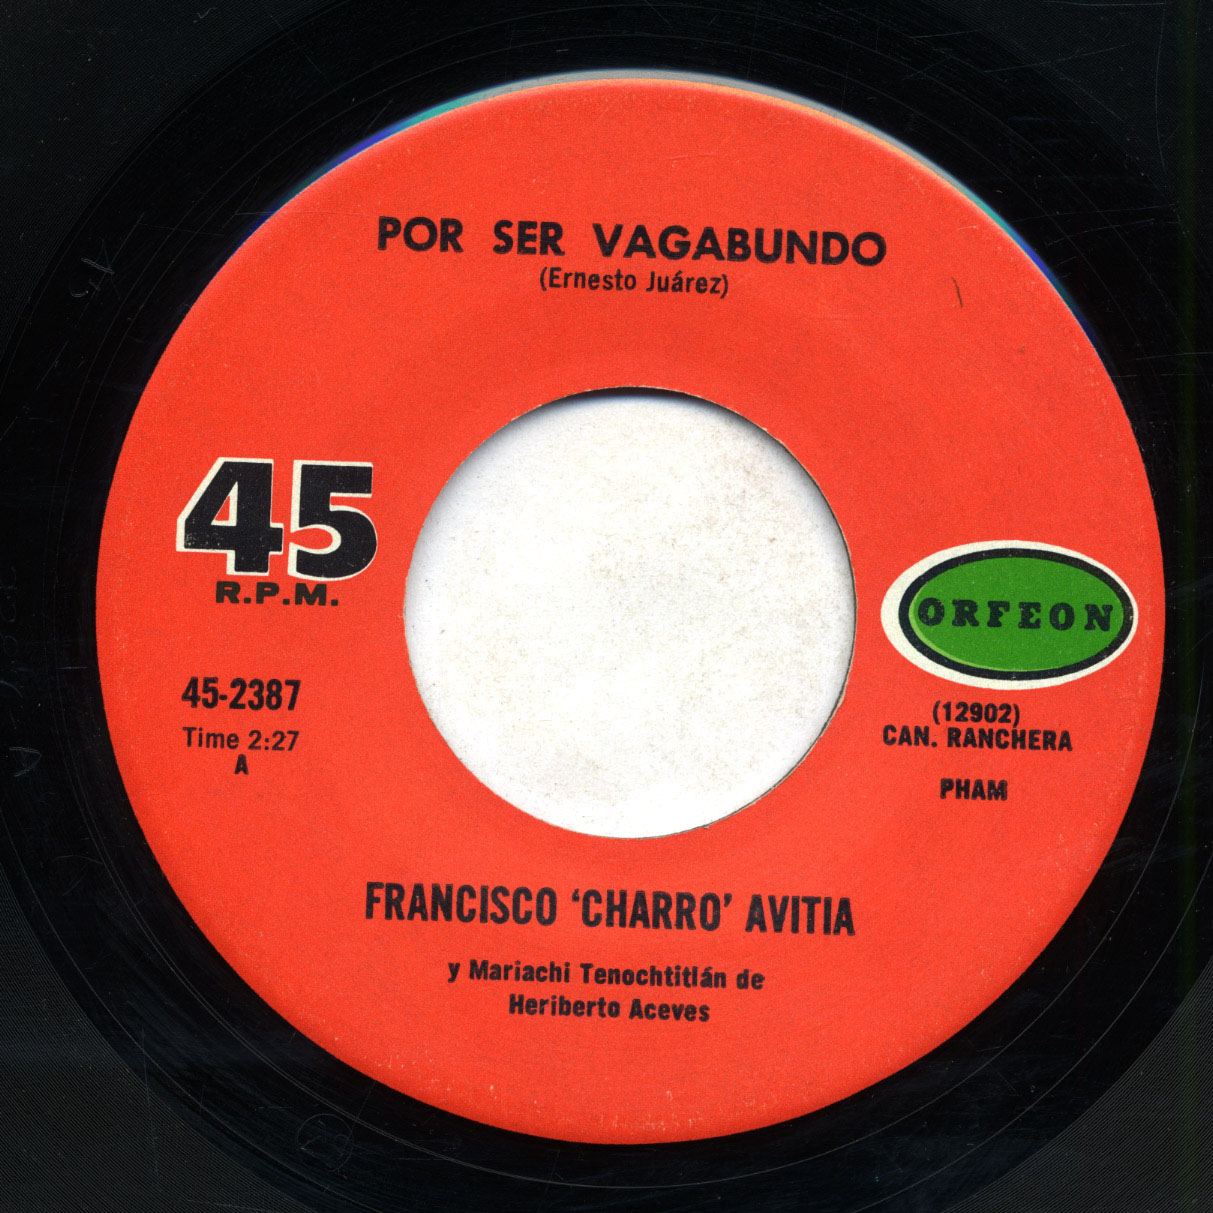 POR SER VAGABUNDO
(Ernesto Juárez)
45
R.P.M.
ORFEON
45-2387
Time 2:27
A
(12902)
CAN. RANCHERA
PHAM
FRANCISCO ‘CHARRO’ AVITIA
y Mariachi Tenochtitlán de
Heriberto Aceves